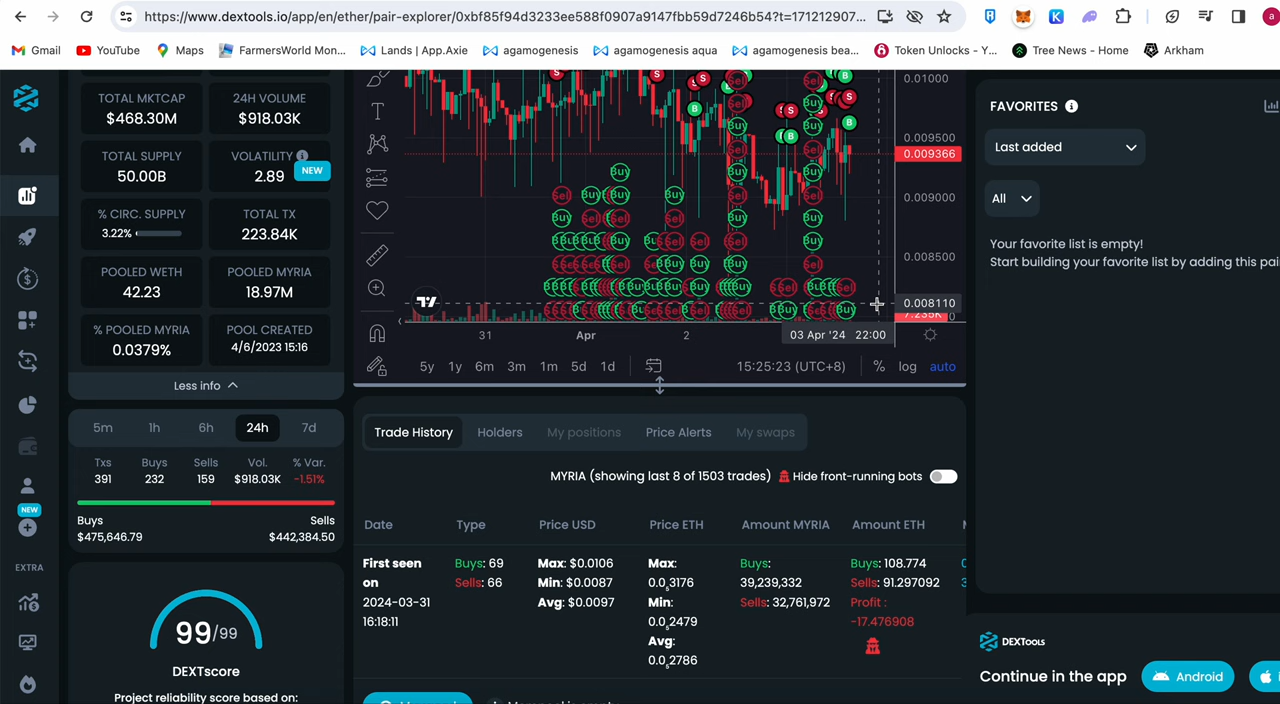 https://www.dextools.io/app/en/ether/pair-explorer/0xbf85f94d3233ee588f0907a9147fbb59d7246b54?t=171212907...
Gmail YouTube Maps FarmersWorld Mon... Lands | App.Axie agamogenesis agamogenesis aqua agamogenesis bea... Token Unlocks - Y... Tree News - Home Arkham
TOTAL MKTCAP 24H VOLUME
$468.30M $918.03K
TOTAL SUPPLY VOLATILITY
50.00B 2.89 NEW
% CIRC. SUPPLY TOTAL TX
3.22% 223.84K
POOLED WETH POOLED MYRIA
42.23 18.97M
% POOLED MYRIA POOL CREATED
0.0379% 4/6/2023 15:16
Less info
5m 1h 6h 24h 7d
Txs Buys Sells Vol. % Var.
391 232 159 $918.03K -1.51%
Buys Sells
$475,646.79 $442,384.50
99/99
DEXTscore
Project reliability score based on:
NEW
EXTRA
0.01000
0.009500
0.009366
0.009000
0.008500
0.008110
7.235K
31 Apr 2 03 Apr '24 22:00
5y 1y 6m 3m 1m 5d 1d 15:25:23 (UTC+8) % log auto
Trade History Holders My positions Price Alerts My swaps
MYRIA (showing last 8 of 1503 trades) Hide front-running bots
Date Type Price USD Price ETH Amount MYRIA Amount ETH
First seen on 2024-03-31 16:18:11
Buys: 69
Sells: 66
Max: $0.0106
Min: $0.0087
Avg: $0.0097
Max: 0.0₅3176
Min: 0.0₅2479
Avg: 0.0₅2786
Buys: 39,239,332
Sells: 32,761,972
Buys: 108.774
Sells: 91.297092
Profit : -17.476908
FAVORITES
Last added
All
Your favorite list is empty!
Start building your favorite list by adding this pai
DEXTools
Continue in the app Android